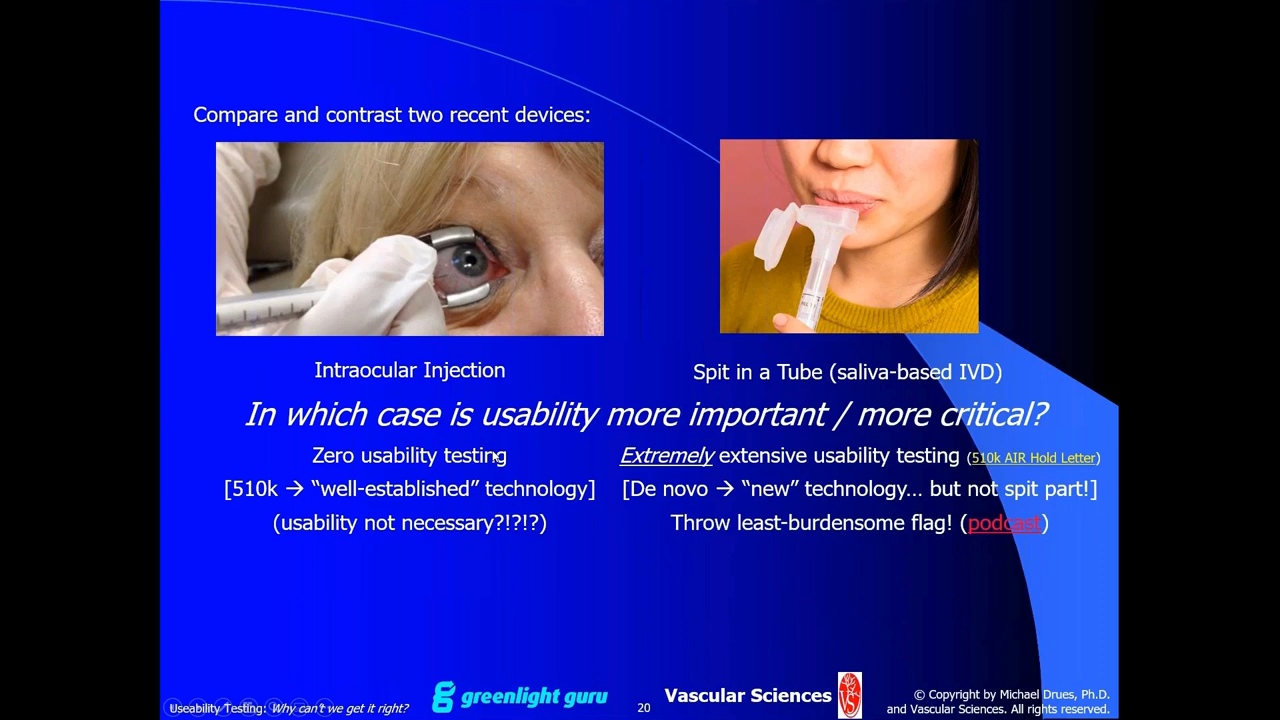 Compare and contrast two recent devices:
Intraocular Injection
Spit in a Tube (saliva-based IVD)
In which case is usability more important / more critical?
Zero usability testing
Extremely extensive usability testing (510k AIR Hold Letter)
[510k → “well-established” technology]
[De novo → “new” technology… but not spit part!]
(usability not necessary?!?!?)
Throw least-burdensome flag! (podcast)
Useability Testing: Why can't we get it right?
greenlight guru
20
Vascular Sciences
VS
© Copyright by Michael Drues, Ph.D.
and Vascular Sciences. All rights reserved.